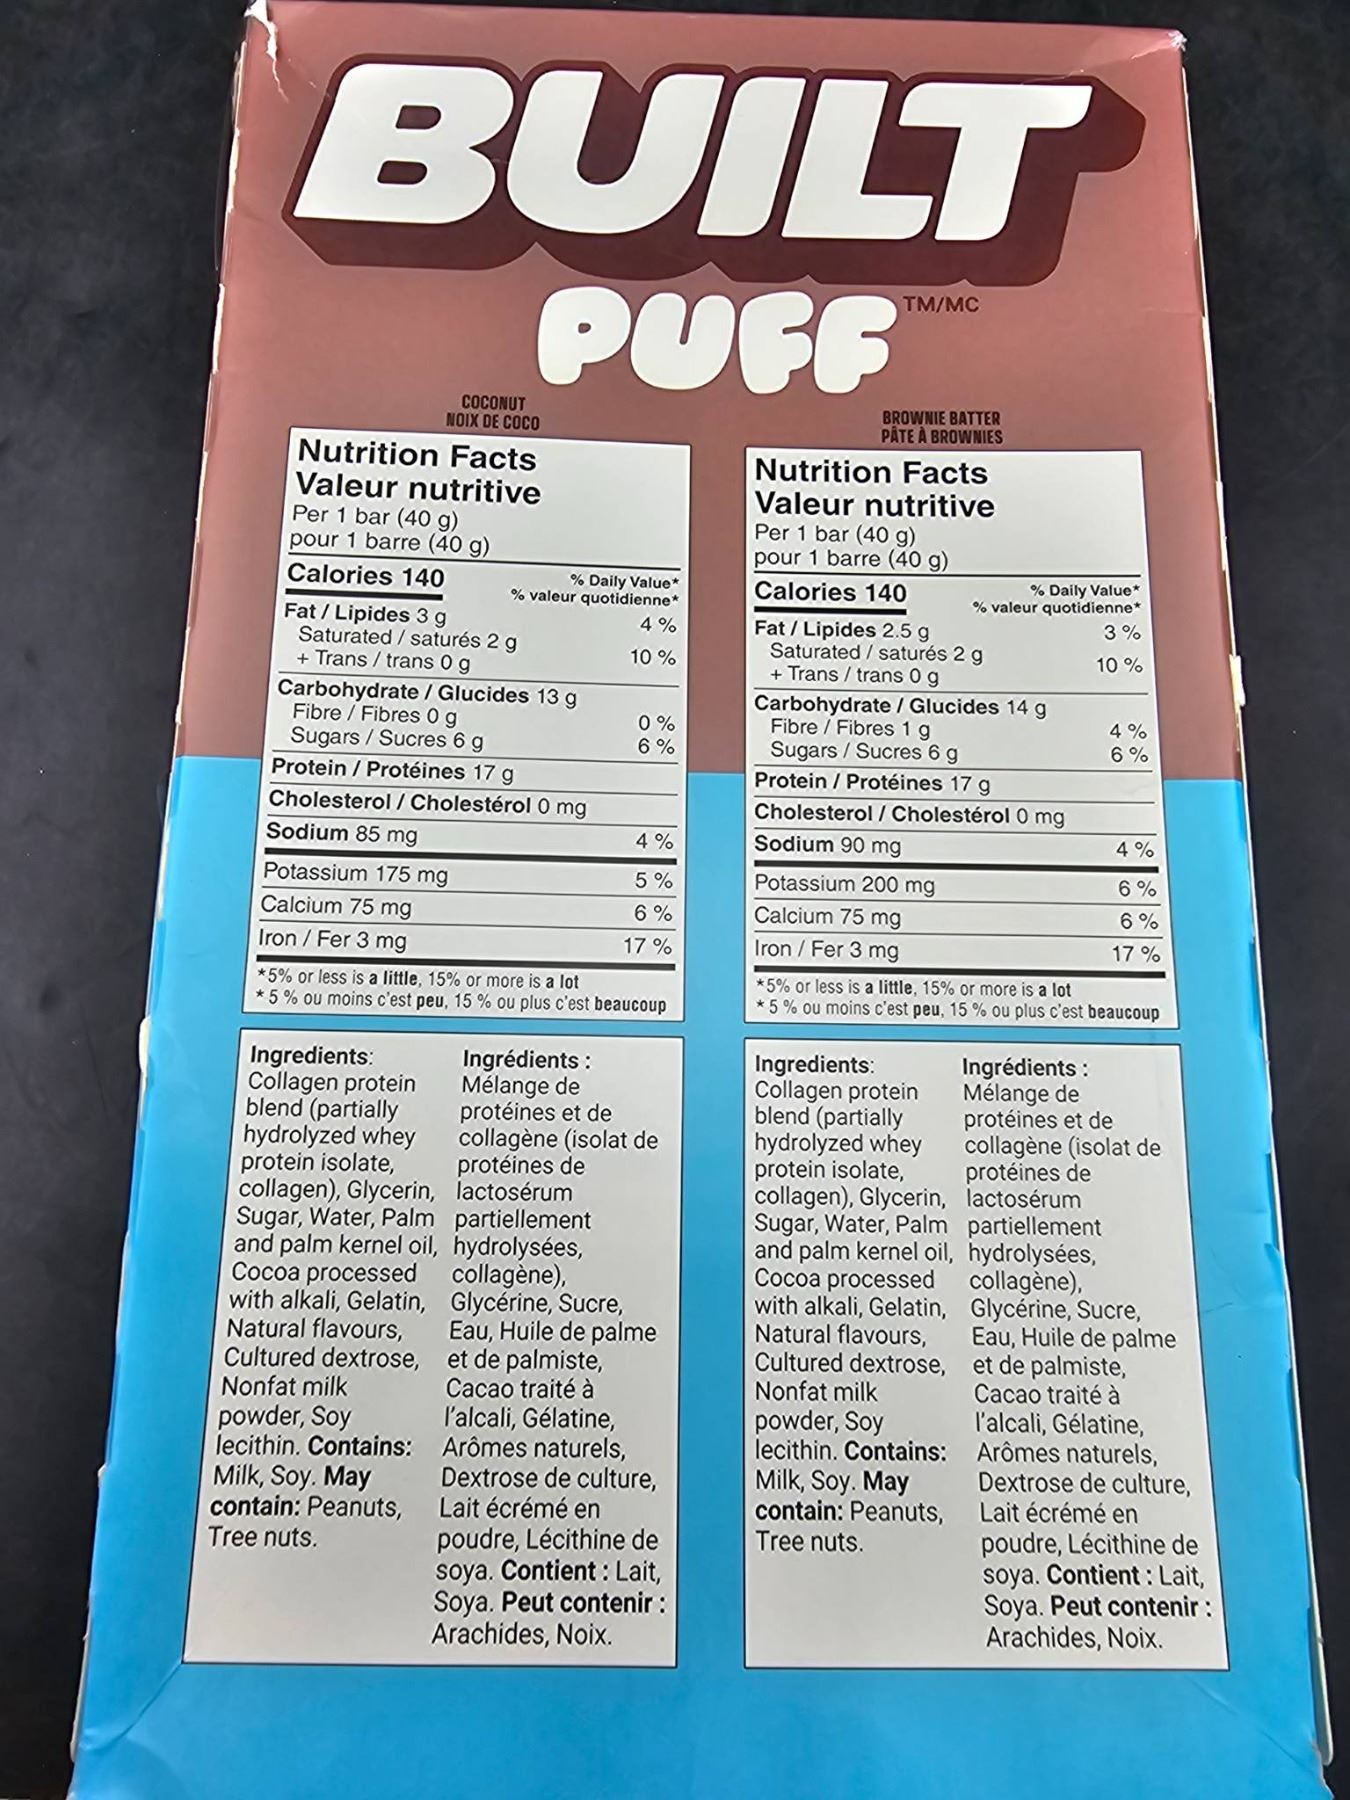 BUILT
PUFF TM/MC
COCONUT
NOIX DE COCO
Nutrition Facts
Valeur nutritive
Per 1 bar (40 g)
pour 1 barre (40 g)
Calories 140
% Daily Value*
% valeur quotidienne*
Fat / Lipides 3 g 4 %
Saturated / saturés 2 g
+ Trans / trans 0 g 10 %
Carbohydrate / Glucides 13 g
Fibre / Fibres 0 g 0 %
Sugars / Sucres 6 g 6 %
Protein / Protéines 17 g
Cholesterol / Cholestérol 0 mg
Sodium 85 mg 4 %
Potassium 175 mg 5 %
Calcium 75 mg 6 %
Iron / Fer 3 mg 17 %
*5% or less is a little, 15% or more is a lot
* 5 % ou moins c'est peu, 15 % ou plus c'est beaucoup
Ingredients:
Collagen protein
blend (partially
hydrolyzed whey
protein isolate,
collagen), Glycerin,
Sugar, Water, Palm
and palm kernel oil,
Cocoa processed
with alkali, Gelatin,
Natural flavours,
Cultured dextrose,
Nonfat milk
powder, Soy
lecithin. Contains:
Milk, Soy. May
contain: Peanuts,
Tree nuts.
Ingrédients :
Mélange de
protéines et de
collagène (isolat de
protéines de
lactosérum
partiellement
hydrolysées,
collagène),
Glycérine, Sucre,
Eau, Huile de palme
et de palmiste,
Cacao traité à
l'alcali, Gélatine,
Arômes naturels,
Dextrose de culture,
Lait écrémé en
poudre, Lécithine de
soya. Contient : Lait,
Soya. Peut contenir :
Arachides, Noix.
BROWNIE BATTER
PÂTE À BROWNIES
Nutrition Facts
Valeur nutritive
Per 1 bar (40 g)
pour 1 barre (40 g)
Calories 140
% Daily Value*
% valeur quotidienne*
Fat / Lipides 2.5 g 3 %
Saturated / saturés 2 g
+ Trans / trans 0 g 10 %
Carbohydrate / Glucides 14 g
Fibre / Fibres 1 g 4 %
Sugars / Sucres 6 g 6 %
Protein / Protéines 17 g
Cholesterol / Cholestérol 0 mg
Sodium 90 mg 4 %
Potassium 200 mg 6 %
Calcium 75 mg 6 %
Iron / Fer 3 mg 17 %
*5% or less is a little, 15% or more is a lot
* 5 % ou moins c'est peu, 15 % ou plus c'est beaucoup
Ingredients:
Collagen protein
blend (partially
hydrolyzed whey
protein isolate,
collagen), Glycerin,
Sugar, Water, Palm
and palm kernel oil,
Cocoa processed
with alkali, Gelatin,
Natural flavours,
Cultured dextrose,
Nonfat milk
powder, Soy
lecithin. Contains:
Milk, Soy. May
contain: Peanuts,
Tree nuts.
Ingrédients :
Mélange de
protéines et de
collagène (isolat de
protéines de
lactosérum
partiellement
hydrolysées,
collagène),
Glycérine, Sucre,
Eau, Huile de palme
et de palmiste,
Cacao traité à
l'alcali, Gélatine,
Arômes naturels,
Dextrose de culture,
Lait écrémé en
poudre, Lécithine de
soya. Contient : Lait,
Soya. Peut contenir :
Arachides, Noix.